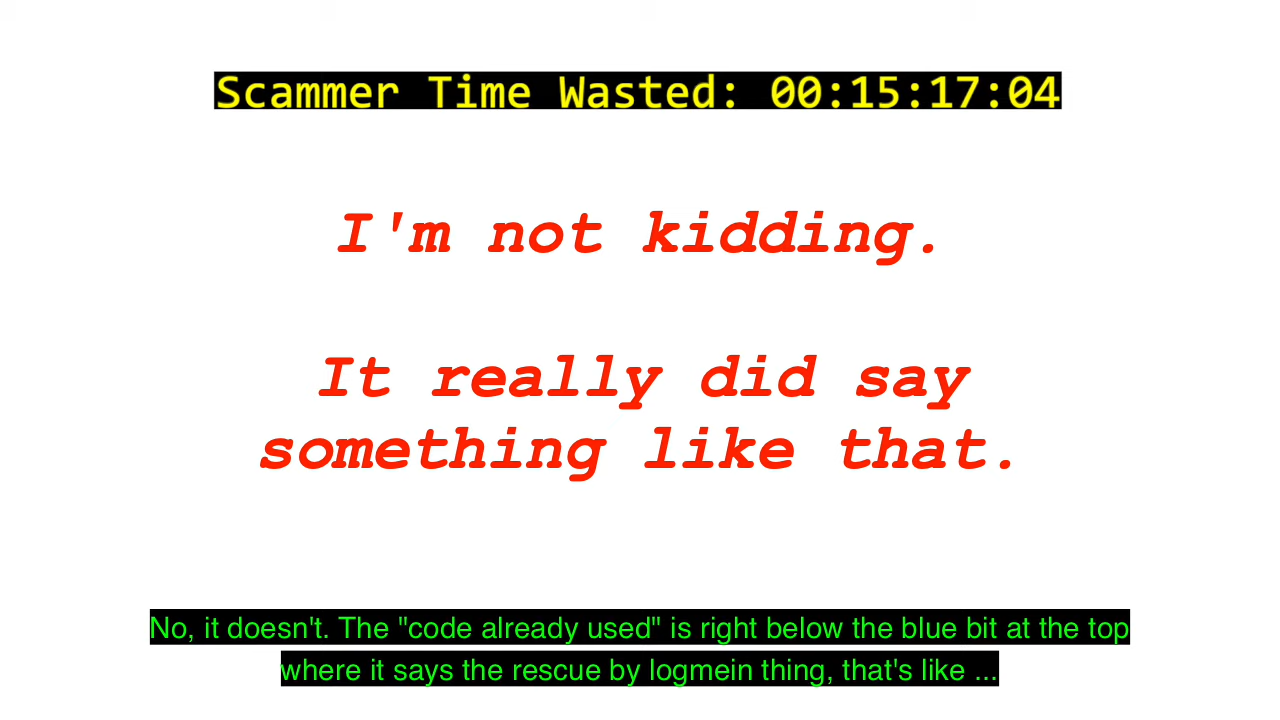 Scammer Time Wasted: 00:15:17:04
I'm not kidding.
It really did say
something like that.
No, it doesn't. The "code already used" is right below the blue bit at the top
where it says the rescue by logmein thing, that's like ...